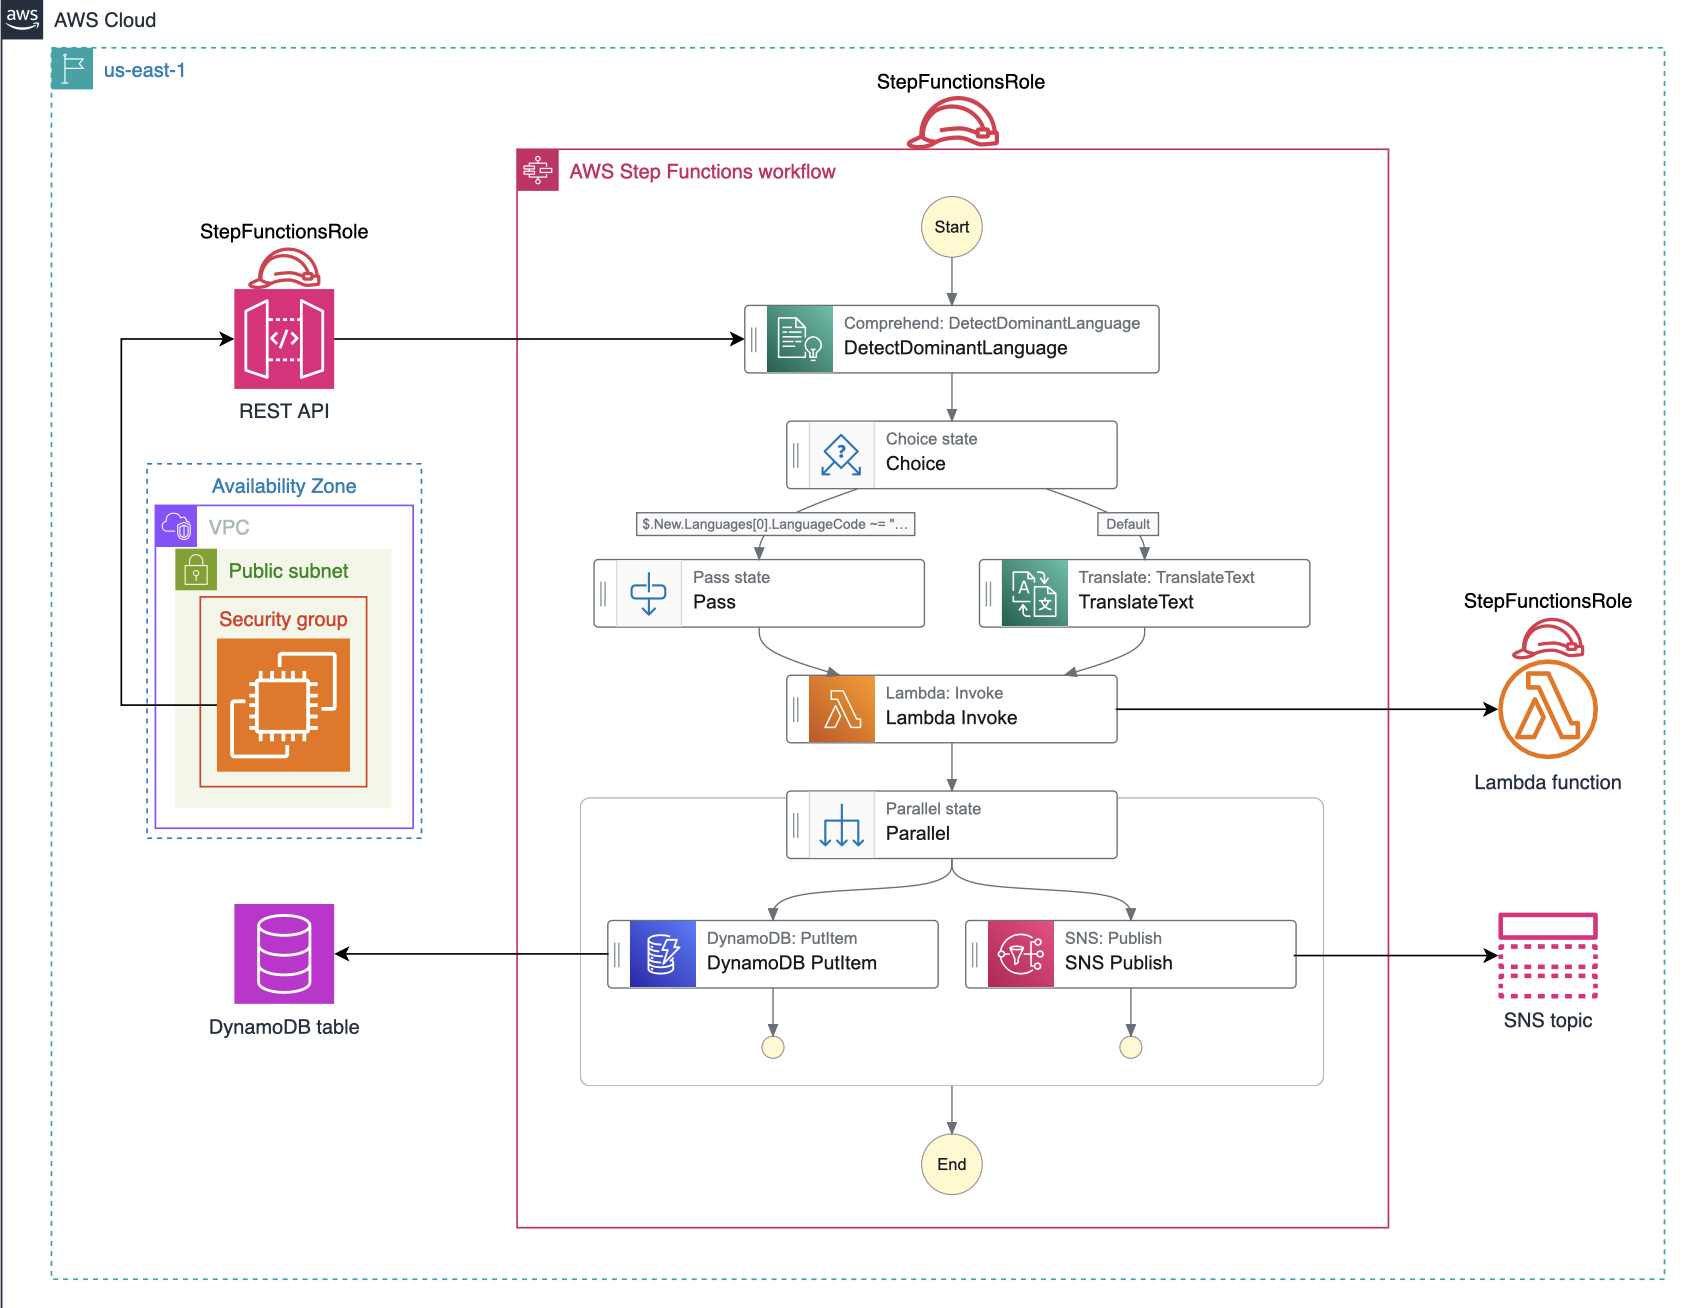 aws
AWS Cloud
us-east-1
StepFunctionsRole
AWS Step Functions workflow
Start
StepFunctionsRole
REST API
Comprehend: DetectDominantLanguage
DetectDominantLanguage
Choice state
Choice
?
$.New.Languages[0].LanguageCode ~= "...
Default
Availability Zone
VPC
Public subnet
Security group
Pass state
Pass
A
文
Translate: TranslateText
TranslateText
StepFunctionsRole
Lambda: Invoke
Lambda Invoke
Lambda function
Parallel state
Parallel
DynamoDB: PutItem
DynamoDB PutItem
SNS: Publish
SNS Publish
DynamoDB table
SNS topic
End